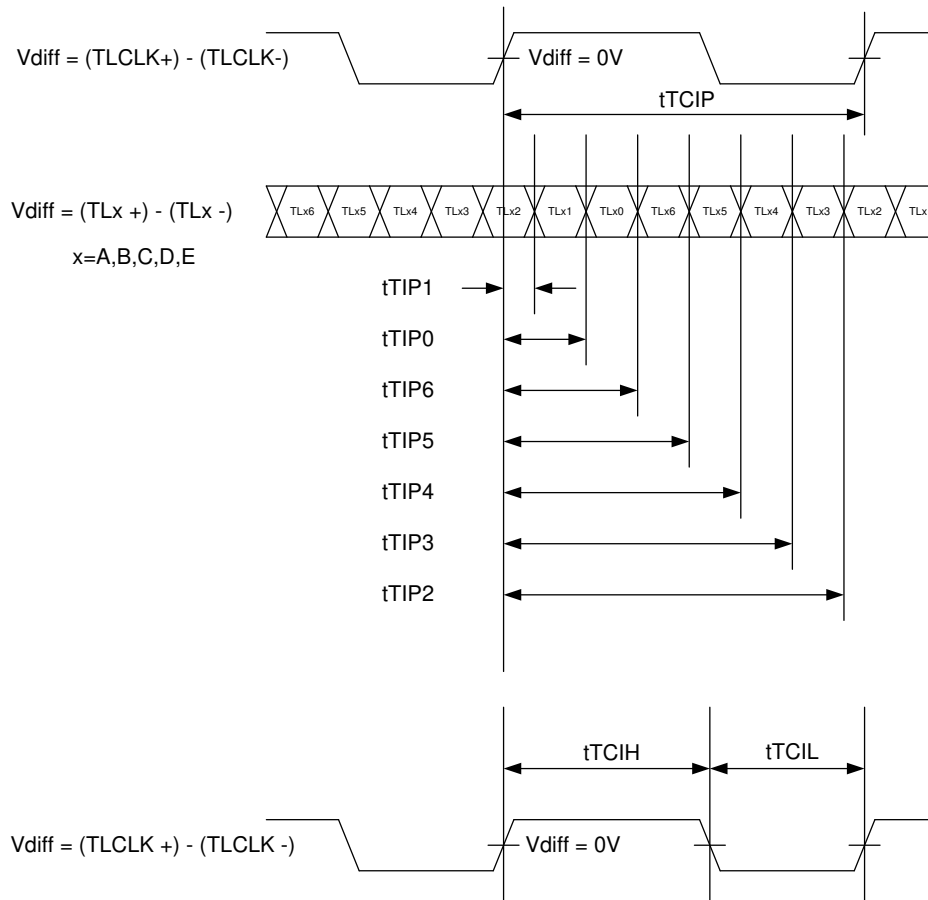 Vdiff = (TLCLK+) - (TLCLK-)
Vdiff = 0V
tTCIP
Vdiff = (TLx +) - (TLx -)
x=A,B,C,D,E
TLx6 TLx5 TLx4 TLx3 TLx2 TLx1 TLx0 TLx6 TLx5 TLx4 TLx3 TLx2 TLx
tTIP1
tTIP0
tTIP6
tTIP5
tTIP4
tTIP3
tTIP2
tTCIH
tTCIL
Vdiff = (TLCLK +) - (TLCLK -)
Vdiff = 0V